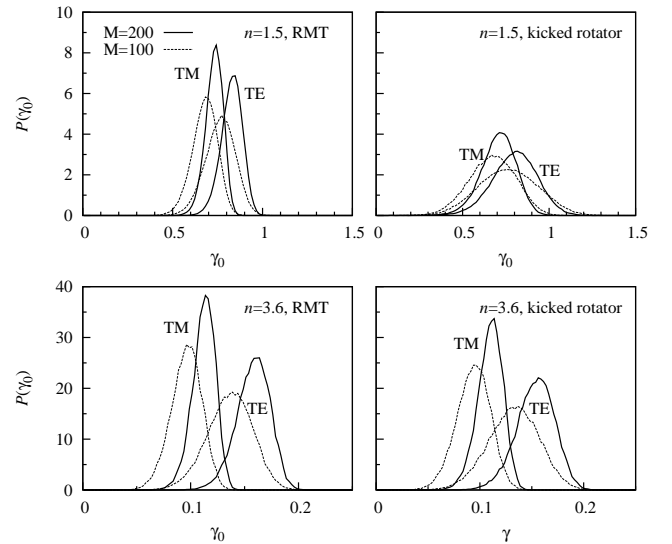 10
8
6
4
2
0
P(γ0)
M=200
M=100
n=1.5, RMT
TM
TE
0 0.5 1 1.5
γ0
n=1.5, kicked rotator
TM
TE
0 0.5 1 1.5
γ0
40
30
20
10
0
P(γ0)
n=3.6, RMT
TM
TE
0 0.1 0.2
γ0
n=3.6, kicked rotator
TM
TE
0 0.1 0.2
γ